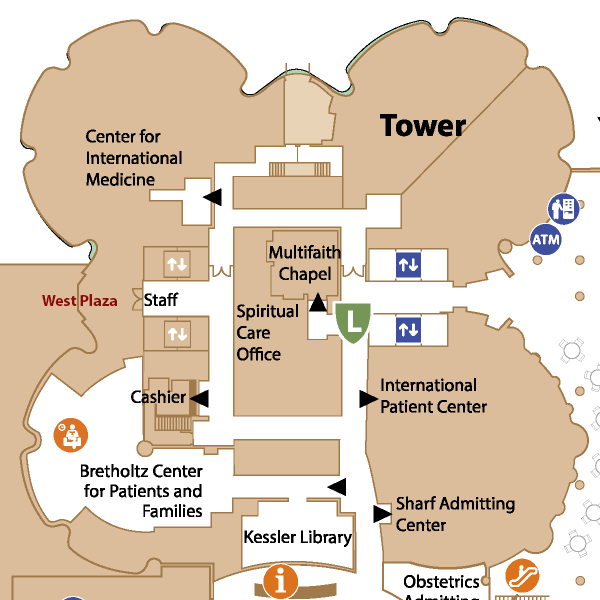 Tower
Center for
International
Medicine
ATM
Multifaith
Chapel
West Plaza
Staff
Spiritual
Care
Office
L
Cashier
International
Patient Center
Bretholtz Center
for Patients and
Families
Sharf Admitting
Center
Kessler Library
i
Obstetrics
Admitting